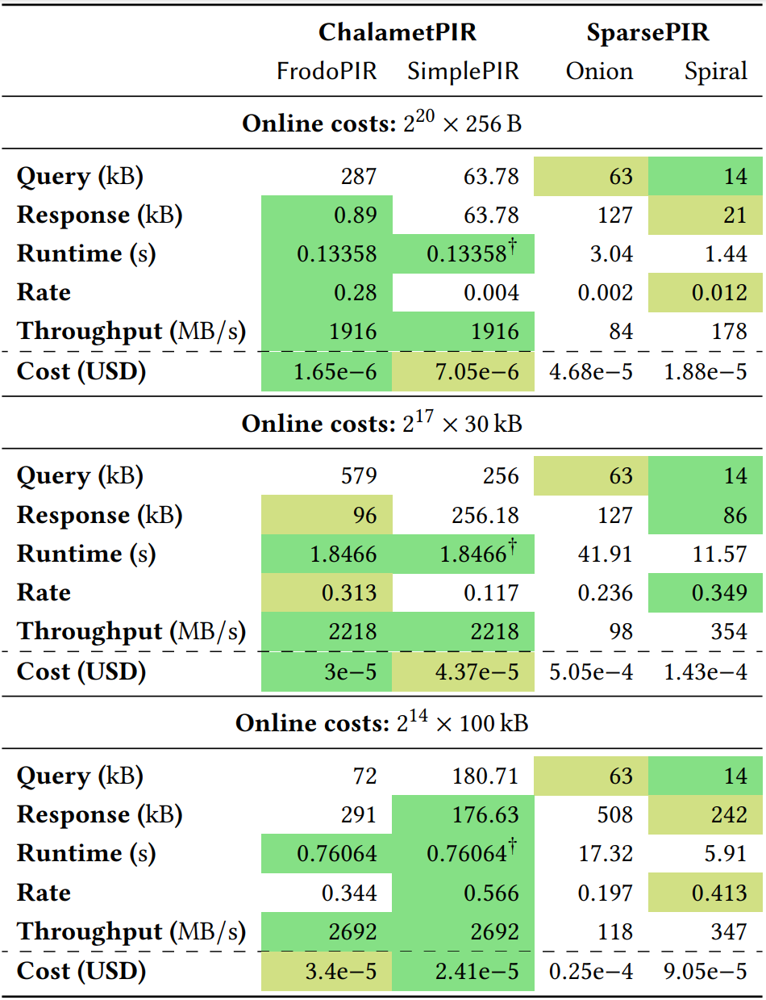 ChalametPIR SparsePIR
FrodoPIR SimplePIR Onion Spiral
Online costs: 2^20 × 256 B
Query (kB) 287 63.78 63 14
Response (kB) 0.89 63.78 127 21
Runtime (s) 0.13358 0.13358† 3.04 1.44
Rate 0.28 0.004 0.002 0.012
Throughput (MB/s) 1916 1916 84 178
Cost (USD) 1.65e−6 7.05e−6 4.68e−5 1.88e−5
Online costs: 2^17 × 30 kB
Query (kB) 579 256 63 14
Response (kB) 96 256.18 127 86
Runtime (s) 1.8466 1.8466† 41.91 11.57
Rate 0.313 0.117 0.236 0.349
Throughput (MB/s) 2218 2218 98 354
Cost (USD) 3e−5 4.37e−5 5.05e−4 1.43e−4
Online costs: 2^14 × 100 kB
Query (kB) 72 180.71 63 14
Response (kB) 291 176.63 508 242
Runtime (s) 0.76064 0.76064† 17.32 5.91
Rate 0.344 0.566 0.197 0.413
Throughput (MB/s) 2692 2692 118 347
Cost (USD) 3.4e−5 2.41e−5 0.25e−4 9.05e−5